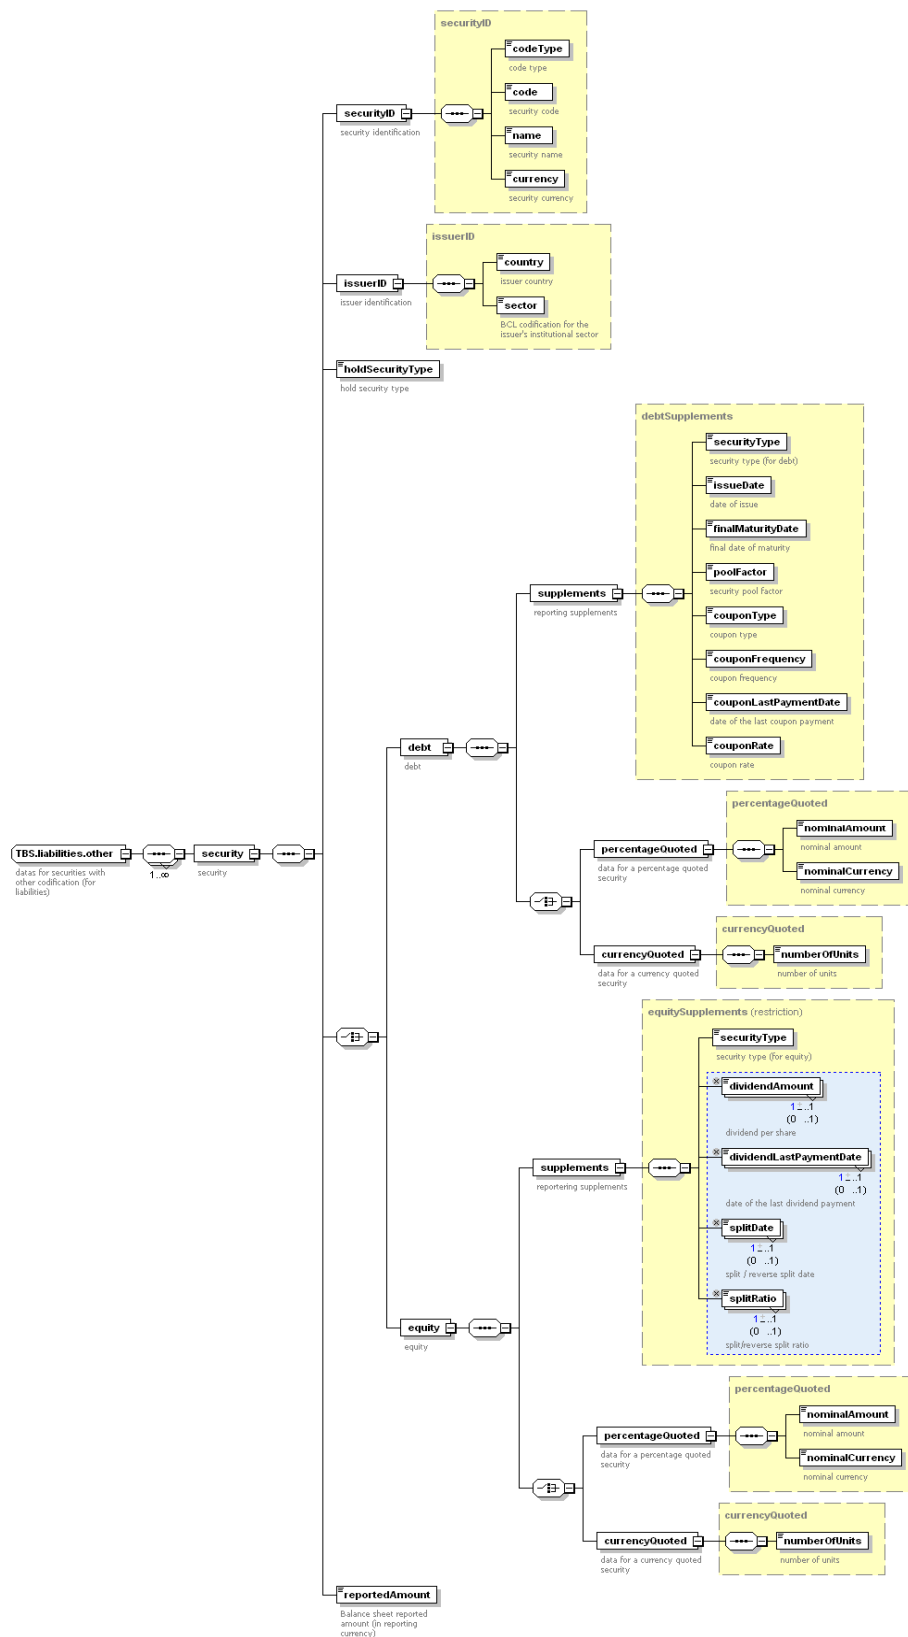 securityID
codeType
code type
code
security code
name
security name
currency
security currency
securityID
security identification
issuerID
country
issuer country
sector
BCL codification for the
issuer's institutional sector
issuerID
issuer identification
holdSecurityType
hold security type
debtSupplements
securityType
security type (for debt)
issueDate
date of issue
finalMaturityDate
final date of maturity
poolFactor
security pool factor
couponType
coupon type
couponFrequency
coupon frequency
couponLastPaymentDate
date of the last coupon payment
couponRate
coupon rate
supplements
reporting supplements
debt
debt
percentageQuoted
nominalAmount
nominal amount
nominalCurrency
nominal currency
percentageQuoted
data for a percentage quoted
security
TBS.liabilities.other
datas for securities with
other codification (for
liabilities)
1..∞
security
security
currencyQuoted
numberOfUnits
number of units
currencyQuoted
data for a currency quoted
security
equitySupplements (restriction)
securityType
security type (for equity)
dividendAmount
1±..1
(0 ..1)
dividend per share
dividendLastPaymentDate
1±..1
(0 ..1)
date of the last dividend payment
splitDate
1±..1
(0 ..1)
split / reverse split date
splitRatio
1±..1
(0 ..1)
split/reverse split ratio
supplements
reportering supplements
equity
equity
percentageQuoted
nominalAmount
nominal amount
nominalCurrency
nominal currency
percentageQuoted
data for a percentage quoted
security
currencyQuoted
numberOfUnits
number of units
currencyQuoted
data for a currency quoted
security
reportedAmount
Balance sheet reported
amount (in reporting
currency)